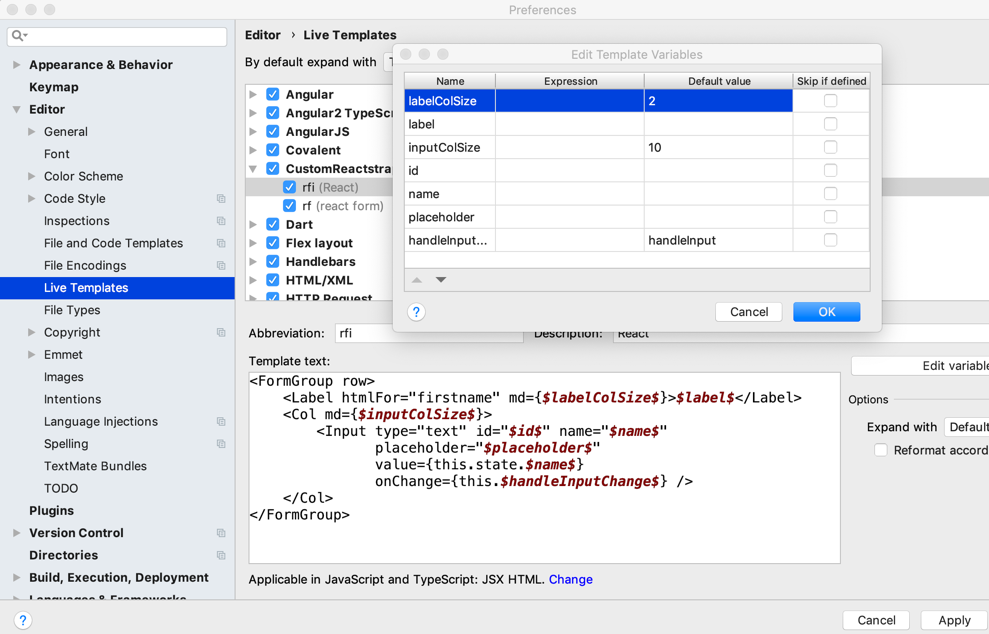 Preferences
Appearance & Behavior
Keymap
Editor
General
Font
Color Scheme
Code Style
Inspections
File and Code Templates
File Encodings
Live Templates
File Types
Copyright
Emmet
Images
Intentions
Language Injections
Spelling
TextMate Bundles
TODO
Plugins
Version Control
Directories
Build, Execution, Deployment
Languages & Frameworks
?
Editor › Live Templates
By default expand with
Angular
Angular2 TypeScr
AngularJS
Covalent
CustomReactstra
rfi (React)
rf (react form)
Dart
Flex layout
Handlebars
HTML/XML
HTTP Request
Edit Template Variables
Name Expression Default value Skip if defined
labelColSize 2
label
inputColSize 10
id
name
placeholder
handleInput... handleInput
? Cancel OK
Abbreviation: rfi Description: React
Template text:
<FormGroup row>
    <Label htmlFor="firstname" md={$labelColSize$}>$label$</Label>
    <Col md={$inputColSize$}>
        <Input type="text" id="$id$" name="$name$"
               placeholder="$placeholder$"
               value={this.state.$name$}
               onChange={this.$handleInputChange$} />
    </Col>
</FormGroup>
Edit variable
Options
Expand with Default
Reformat accord
Applicable in JavaScript and TypeScript: JSX HTML. Change
Cancel Apply